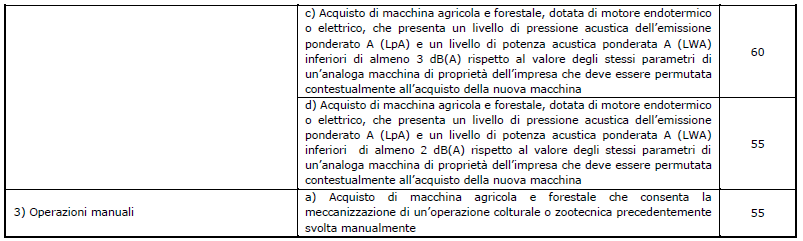 c) Acquisto di macchina agricola e forestale, dotata di motore endotermico
o elettrico, che presenta un livello di pressione acustica dell’emissione
ponderato A (LpA) e un livello di potenza acustica ponderata A (LWA)
inferiori di almeno 3 dB(A) rispetto al valore degli stessi parametri di
un’analoga macchina di proprietà dell’impresa che deve essere permutata
contestualmente all’acquisto della nuova macchina
60
d) Acquisto di macchina agricola e forestale, dotata di motore endotermico
o elettrico, che presenta un livello di pressione acustica dell’emissione
ponderato A (LpA) e un livello di potenza acustica ponderata A (LWA)
inferiori di almeno 2 dB(A) rispetto al valore degli stessi parametri di
un’analoga macchina di proprietà dell’impresa che deve essere permutata
contestualmente all’acquisto della nuova macchina
55
3) Operazioni manuali
a) Acquisto di macchina agricola e forestale che consenta la
meccanizzazione di un’operazione colturale o zootecnica precedentemente
svolta manualmente
55